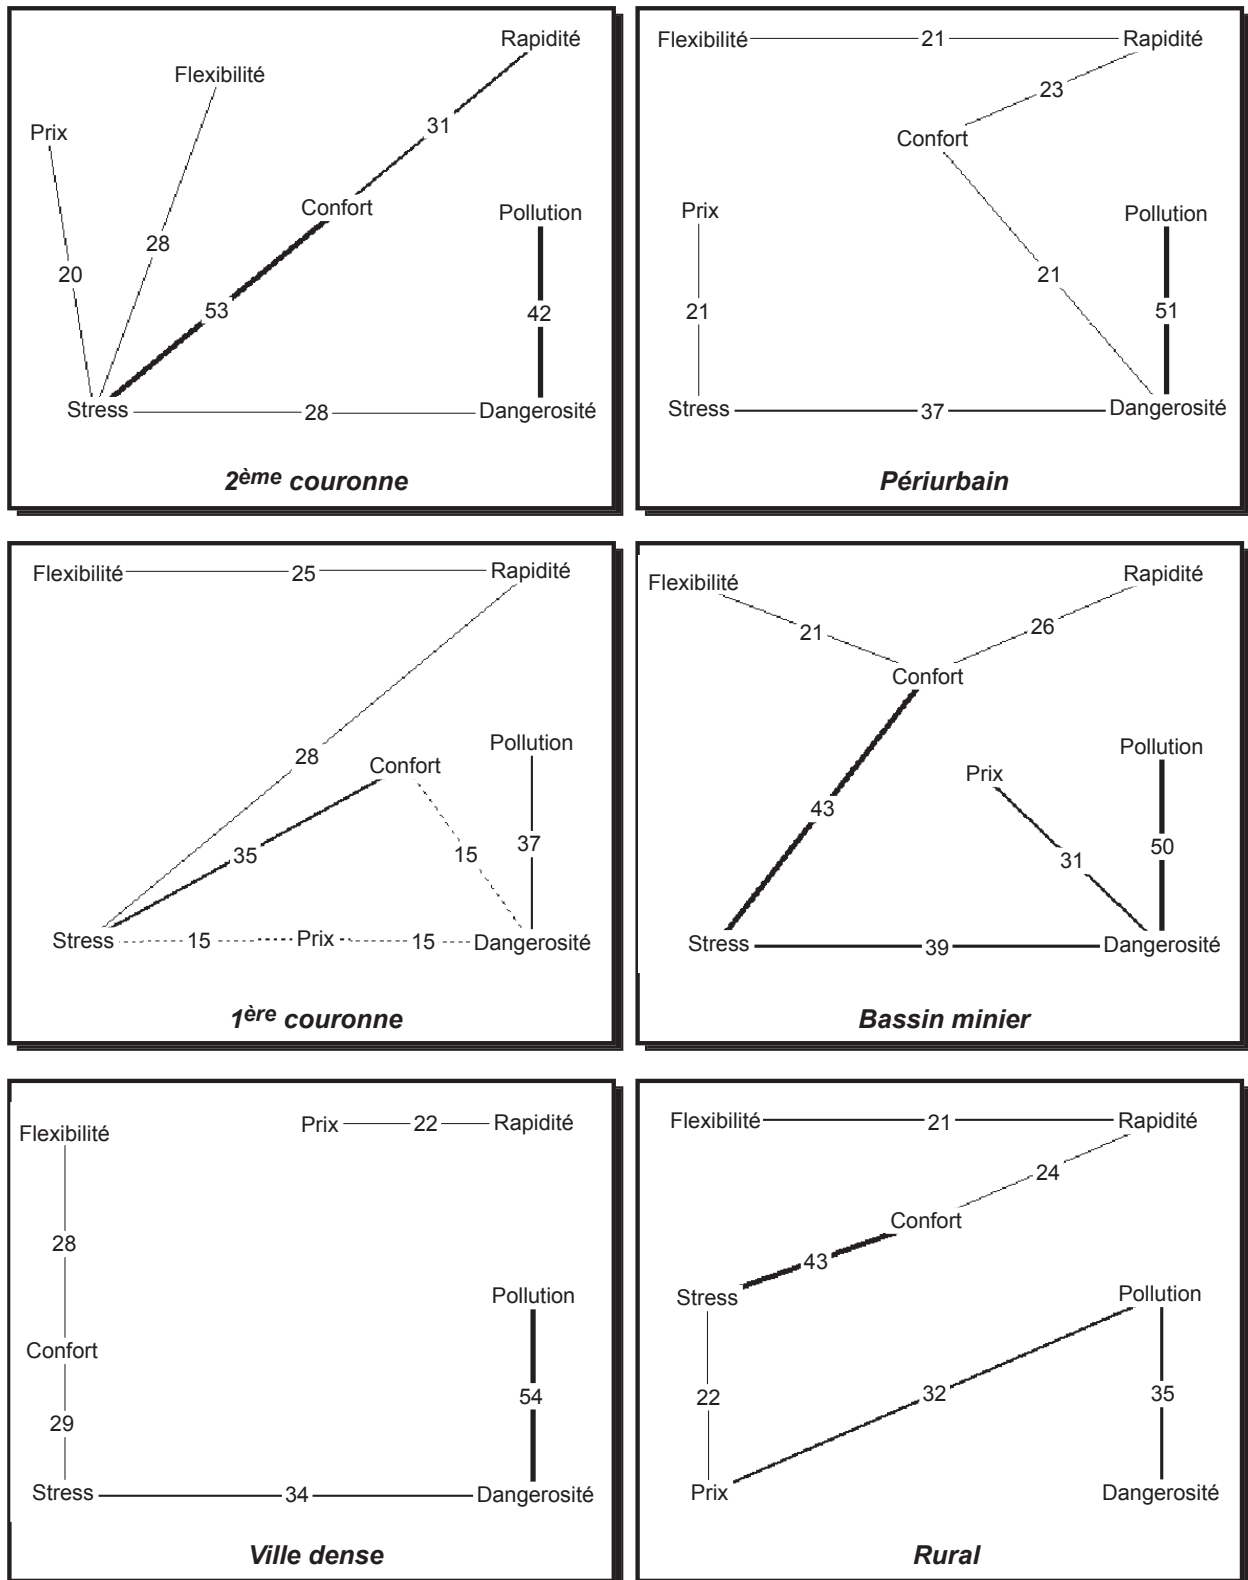 Rapidité
Flexibilité
Prix
31
Confort
Pollution
28
20
53
42
Stress
28
Dangerosité
2ème couronne
Flexibilité
21
Rapidité
23
Confort
Prix
Pollution
21
21
51
Stress
37
Dangerosité
Périurbain
Flexibilité
25
Rapidité
28
Pollution
Confort
35
15
37
Stress
15
Prix
15
Dangerosité
1ère couronne
Flexibilité
Rapidité
21
26
Confort
Pollution
Prix
43
31
50
Stress
39
Dangerosité
Bassin minier
Flexibilité
Prix
22
Rapidité
28
Pollution
Confort
54
29
Stress
34
Dangerosité
Ville dense
Flexibilité
21
Rapidité
24
Confort
43
Stress
Pollution
22
32
35
Prix
Dangerosité
Rural